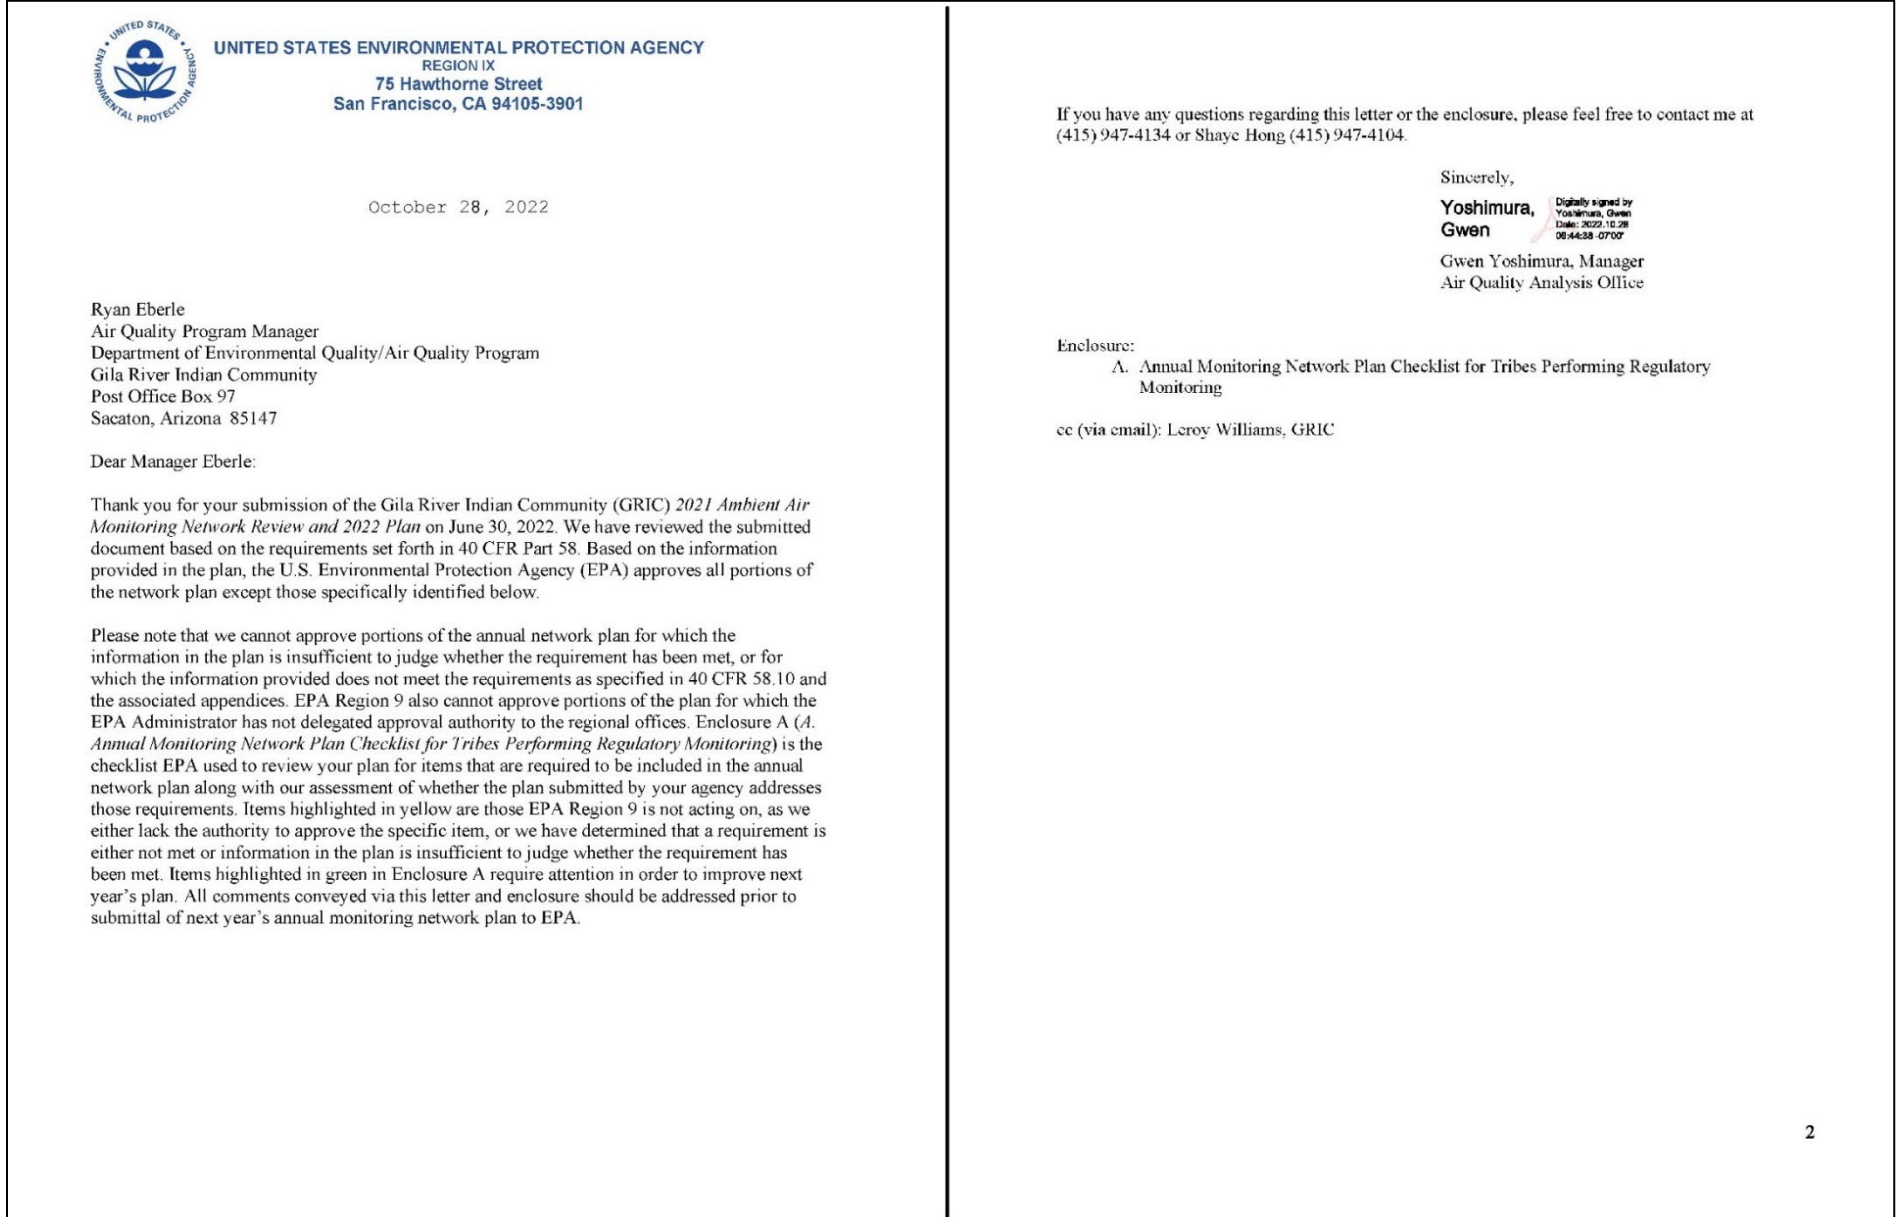 UNITED STATES
ENVIRONMENTAL PROTECTION AGENCY
UNITED STATES ENVIRONMENTAL PROTECTION AGENCY
REGION IX
75 Hawthorne Street
San Francisco, CA 94105-3901
October 28, 2022
Ryan Eberle
Air Quality Program Manager
Department of Environmental Quality/Air Quality Program
Gila River Indian Community
Post Office Box 97
Sacaton, Arizona 85147
Dear Manager Eberle:
Thank you for your submission of the Gila River Indian Community (GRIC) 2021 Ambient Air
Monitoring Network Review and 2022 Plan on June 30, 2022. We have reviewed the submitted
document based on the requirements set forth in 40 CFR Part 58. Based on the information
provided in the plan, the U.S. Environmental Protection Agency (EPA) approves all portions of
the network plan except those specifically identified below.
Please note that we cannot approve portions of the annual network plan for which the
information in the plan is insufficient to judge whether the requirement has been met, or for
which the information provided does not meet the requirements as specified in 40 CFR 58.10 and
the associated appendices. EPA Region 9 also cannot approve portions of the plan for which the
EPA Administrator has not delegated approval authority to the regional offices. Enclosure A (A.
Annual Monitoring Network Plan Checklist for Tribes Performing Regulatory Monitoring) is the
checklist EPA used to review your plan for items that are required to be included in the annual
network plan along with our assessment of whether the plan submitted by your agency addresses
those requirements. Items highlighted in yellow are those EPA Region 9 is not acting on, as we
either lack the authority to approve the specific item, or we have determined that a requirement is
either not met or information in the plan is insufficient to judge whether the requirement has
been met. Items highlighted in green in Enclosure A require attention in order to improve next
year's plan. All comments conveyed via this letter and enclosure should be addressed prior to
submittal of next year's annual monitoring network plan to EPA.
If you have any questions regarding this letter or the enclosure, please feel free to contact me at
(415) 947-4134 or Shaye Hong (415) 947-4104.
Sincerely,
Yoshimura,
Gwen
Digitally signed by
Yoshimura, Gwen
Date: 2022.10.28
08:44:38 -07'00'
Gwen Yoshimura, Manager
Air Quality Analysis Office
Enclosure:
A. Annual Monitoring Network Plan Checklist for Tribes Performing Regulatory
Monitoring
cc (via email): Leroy Williams, GRIC
2